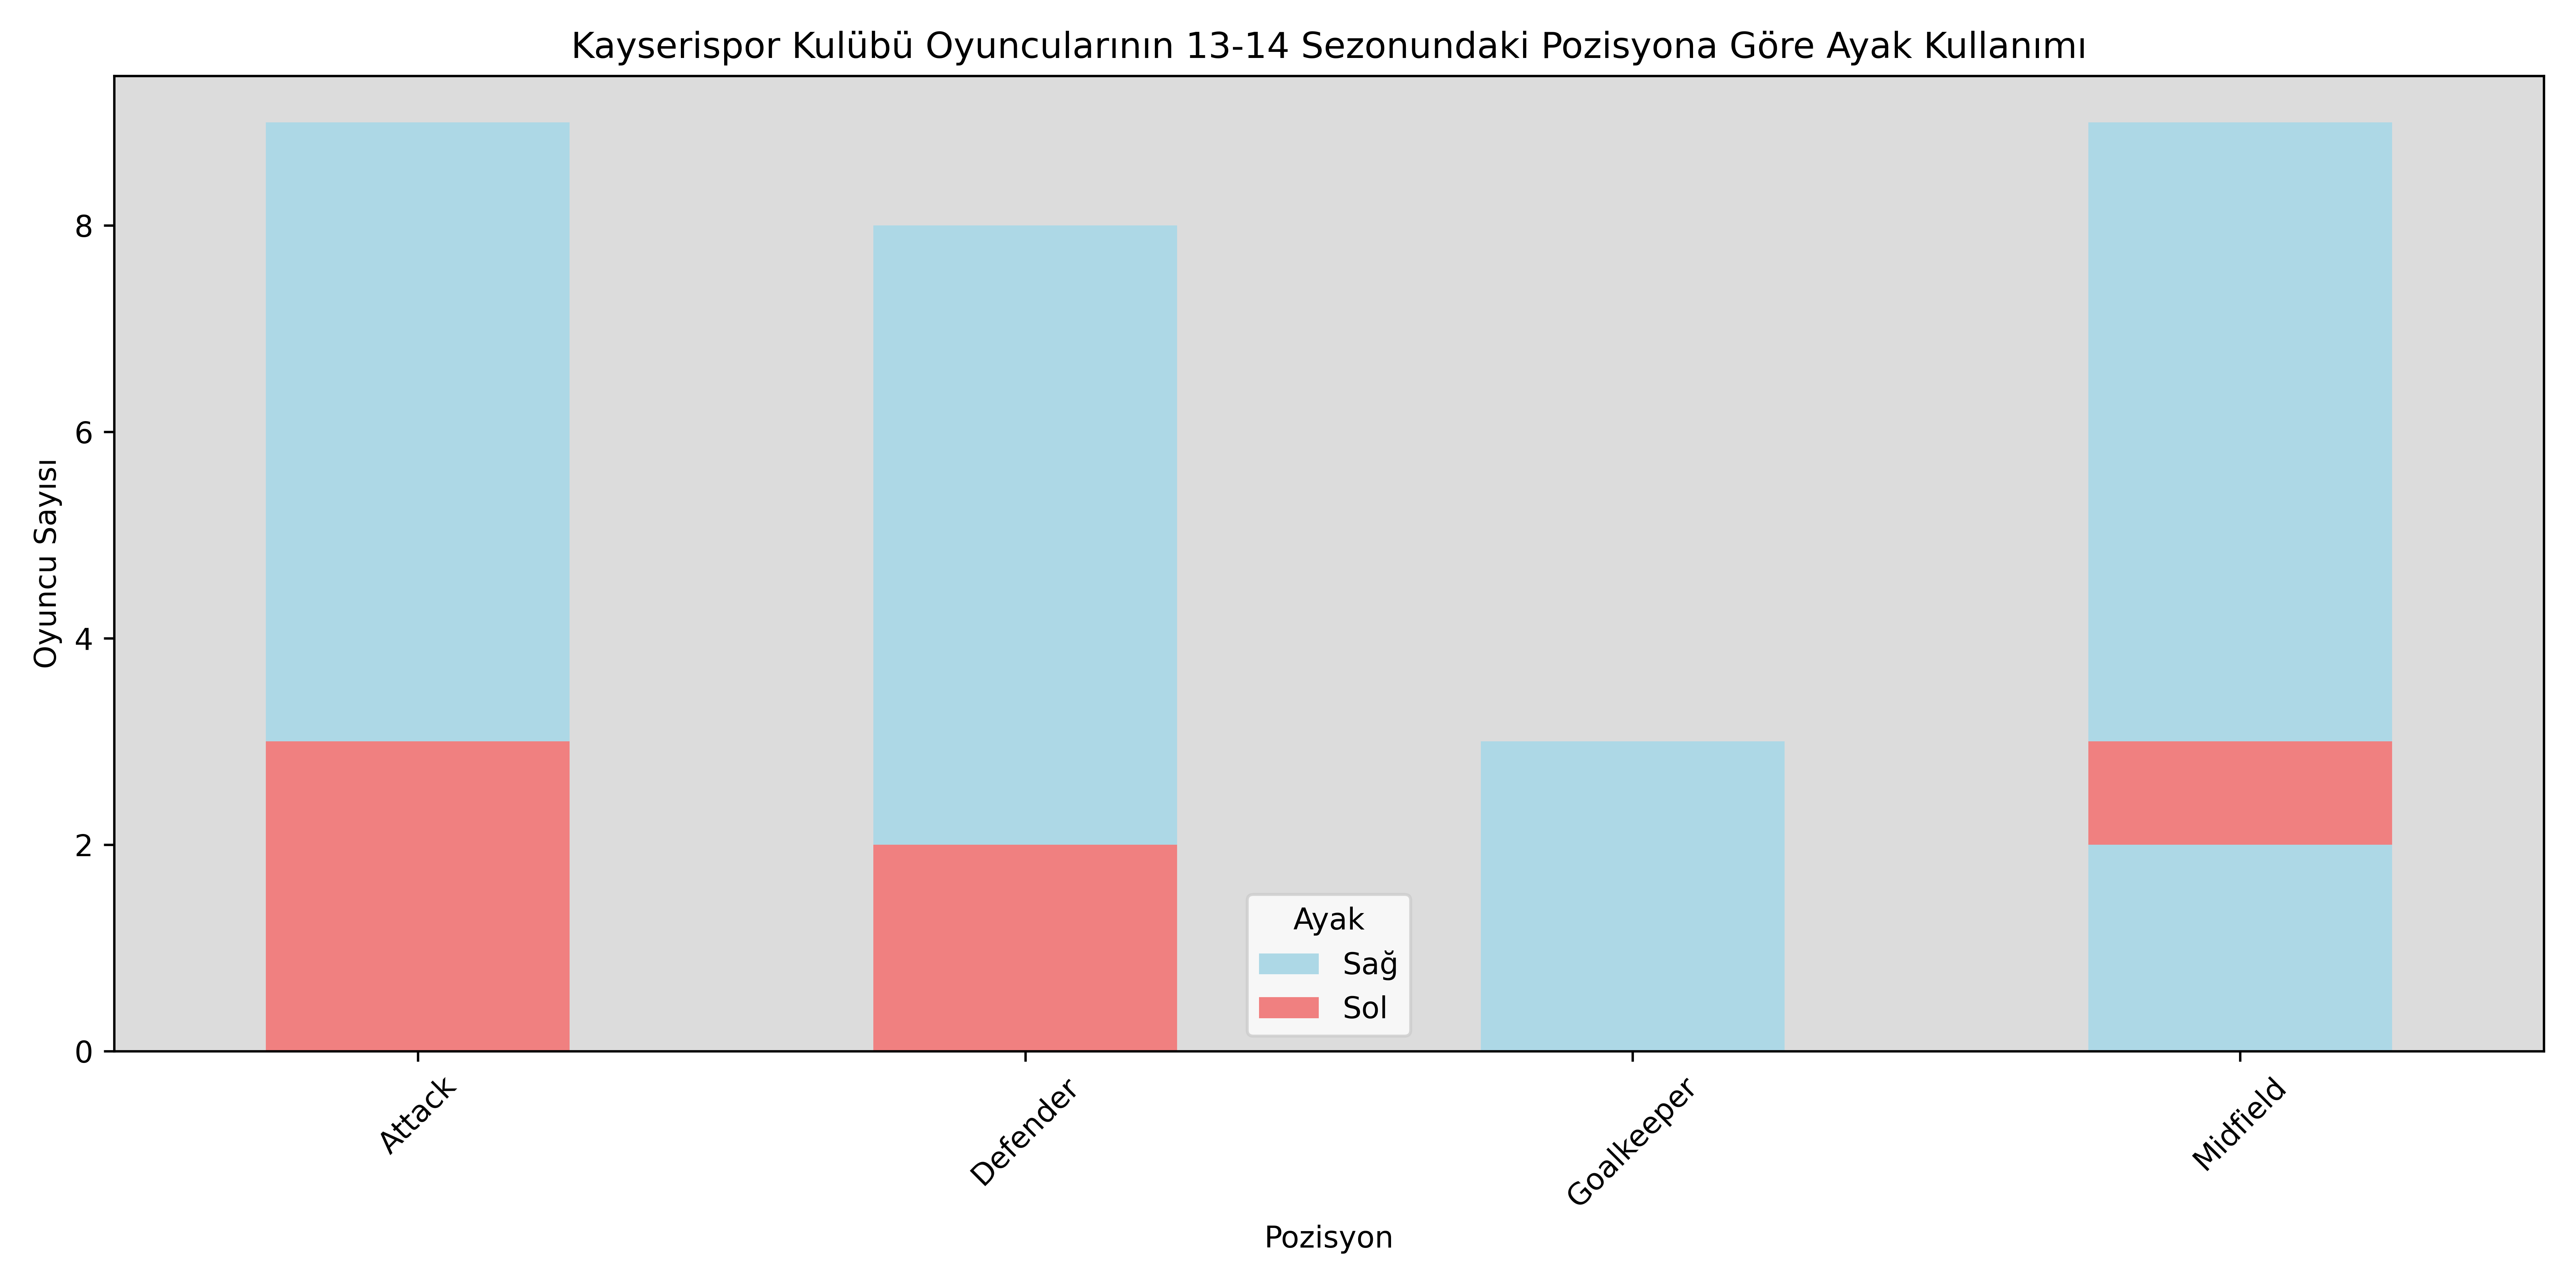 Kayserispor Kulübü Oyuncularının 13-14 Sezonundaki Pozisyona Göre Ayak Kullanımı
Oyuncu Sayısı
8
6
4
2
0
Ayak
Sağ
Sol
Attack
Defender
Goalkeeper
Midfield
Pozisyon